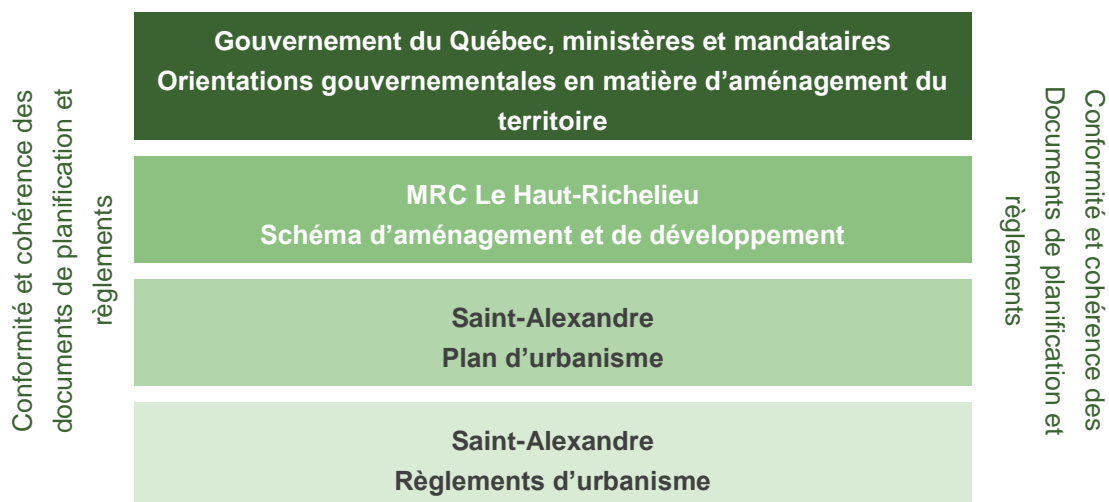 Conformité et cohérence des
documents de planification et
règlements
Gouvernement du Québec, ministères et mandataires
Orientations gouvernementales en matière d’aménagement du
territoire
MRC Le Haut-Richelieu
Schéma d’aménagement et de développement
Saint-Alexandre
Plan d’urbanisme
Saint-Alexandre
Règlements d’urbanisme
Conformité et cohérence des
Documents de planification et
règlements